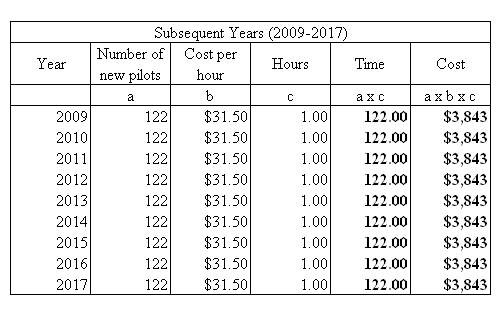 Subsequent Years (2009-2017)
Year Number of new pilots Cost per hour Hours Time Cost
a b c a x c a x b x c
2009 122 $31.50 1.00 122.00 $3,843
2010 122 $31.50 1.00 122.00 $3,843
2011 122 $31.50 1.00 122.00 $3,843
2012 122 $31.50 1.00 122.00 $3,843
2013 122 $31.50 1.00 122.00 $3,843
2014 122 $31.50 1.00 122.00 $3,843
2015 122 $31.50 1.00 122.00 $3,843
2016 122 $31.50 1.00 122.00 $3,843
2017 122 $31.50 1.00 122.00 $3,843